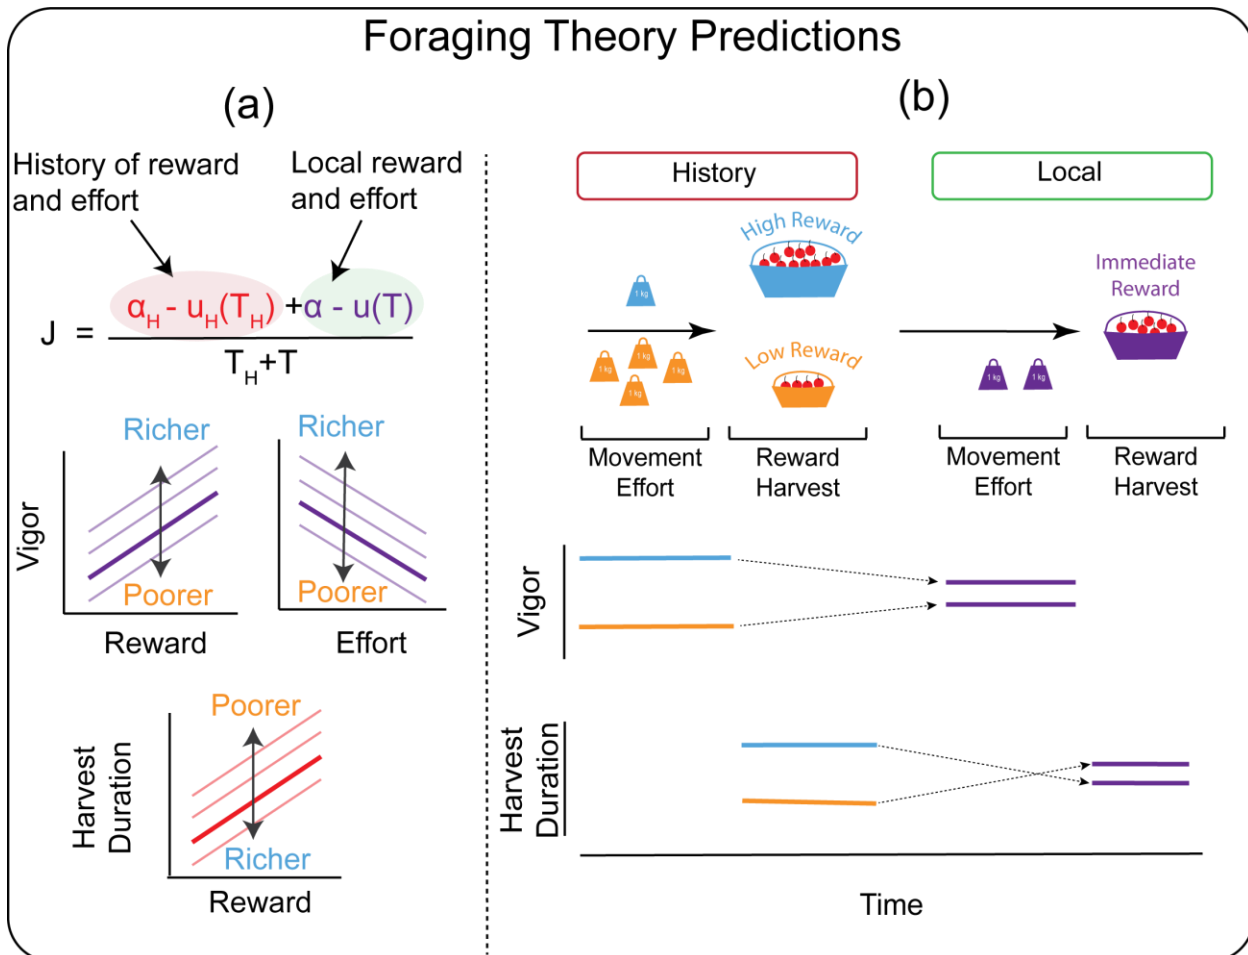 Foraging Theory Predictions
(a)
History of reward
and effort
Local reward
and effort
J = (α_H - u_H(T_H) + α - u(T)) / (T_H + T)
Richer
Poorer
Vigor
Reward
Richer
Poorer
Effort
Poorer
Richer
Harvest
Duration
Reward
(b)
History
Local
High Reward
1 kg
1 kg
1 kg
1 kg
1 kg
Low Reward
Immediate
Reward
1 kg
1 kg
Movement
Effort
Reward
Harvest
Movement
Effort
Reward
Harvest
Vigor
Harvest
Duration
Time